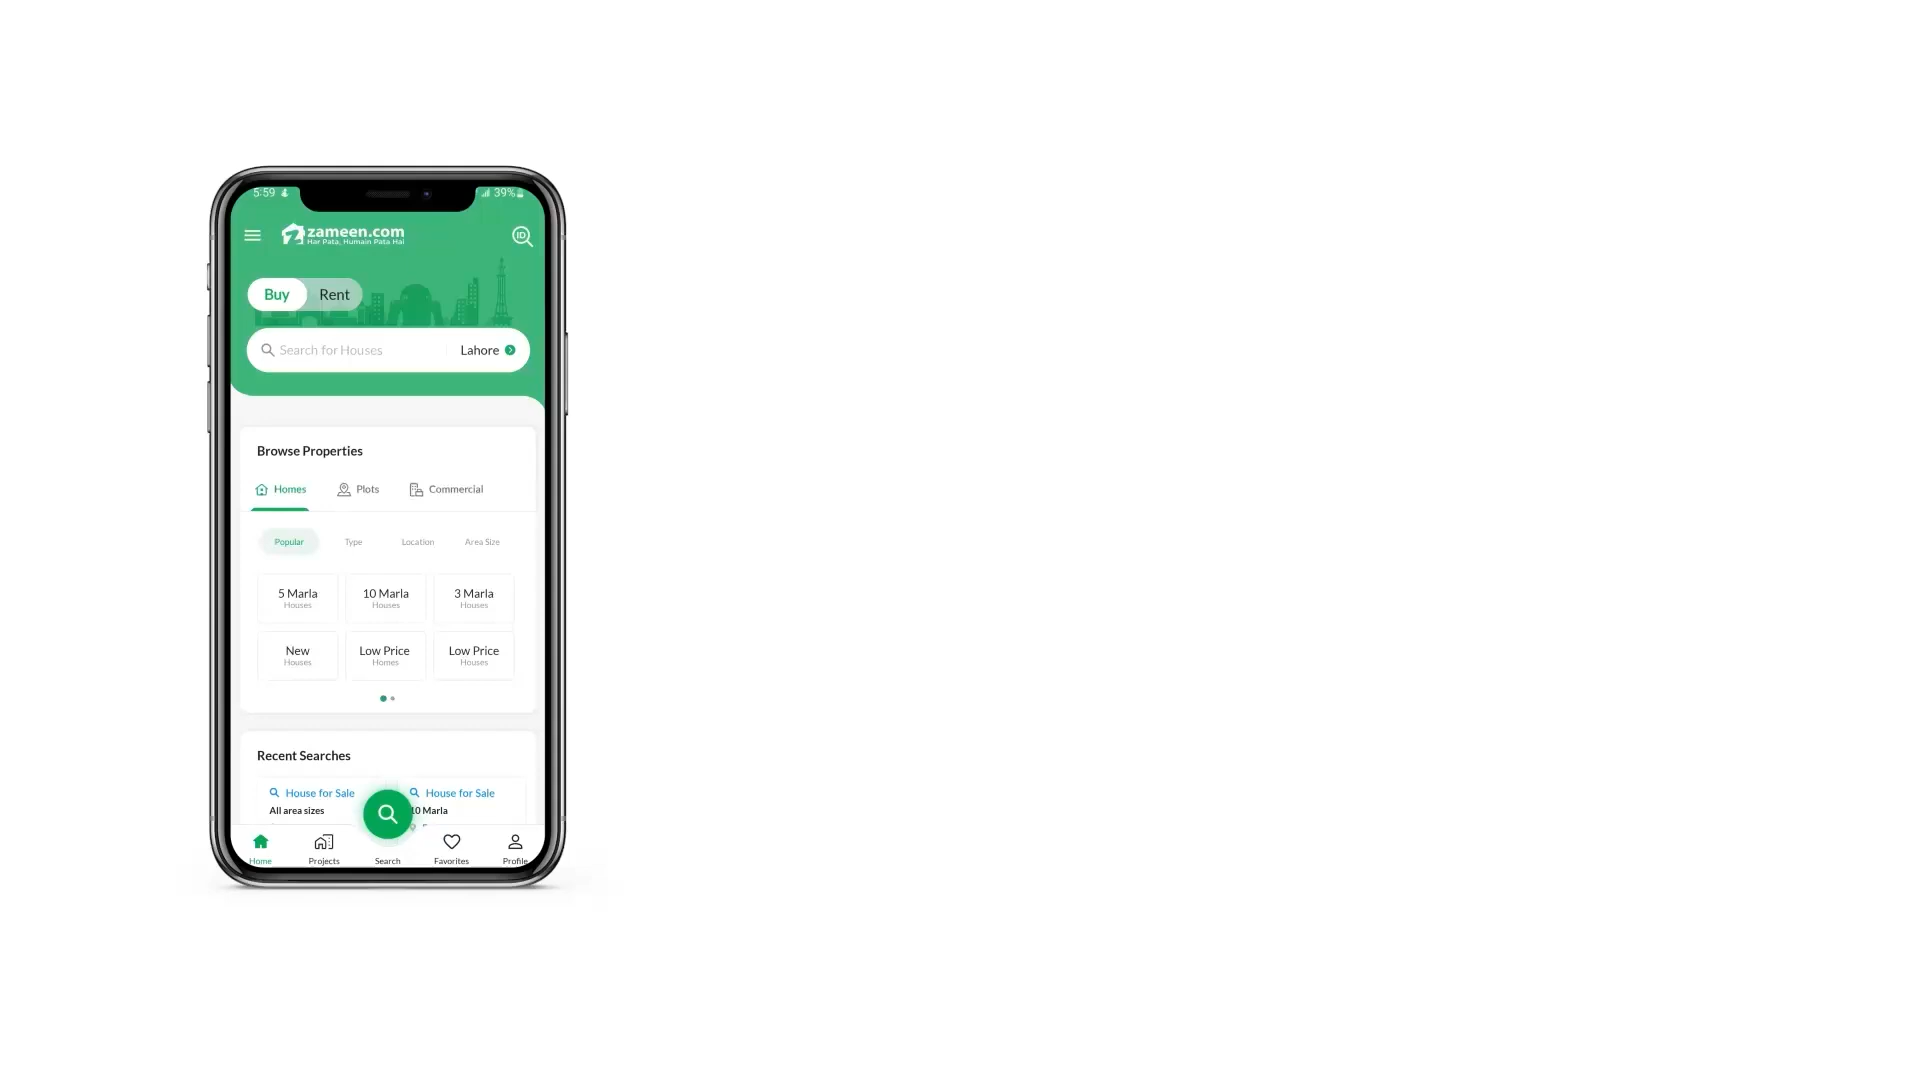 5:59
39%
zameen.com
Har Pata, Humain Pata Hai
ID
Buy Rent
Search for Houses Lahore
Browse Properties
Homes Plots Commercial
Popular Type Location Area Size
5 Marla 10 Marla 3 Marla
Houses Houses Houses
New Low Price Low Price
Houses Homes Houses
Recent Searches
House for Sale House for Sale
All area sizes 10 Marla
Home Projects Search Favorites Profile